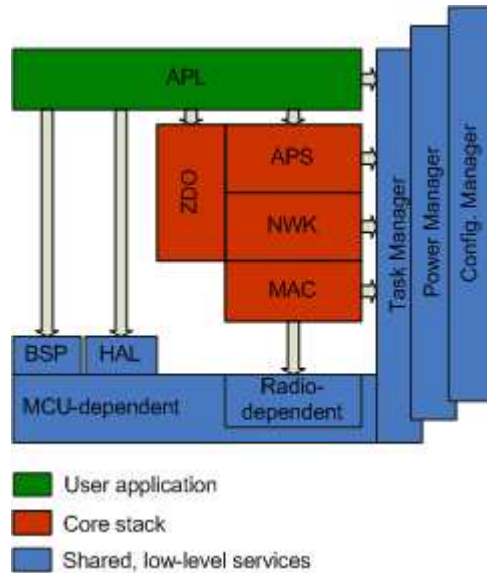 APL
ZDO
APS
NWK
MAC
Task Manager
Power Manager
Config. Manager
BSP
HAL
MCU-dependent
Radio-
dependent
User application
Core stack
Shared, low-level services